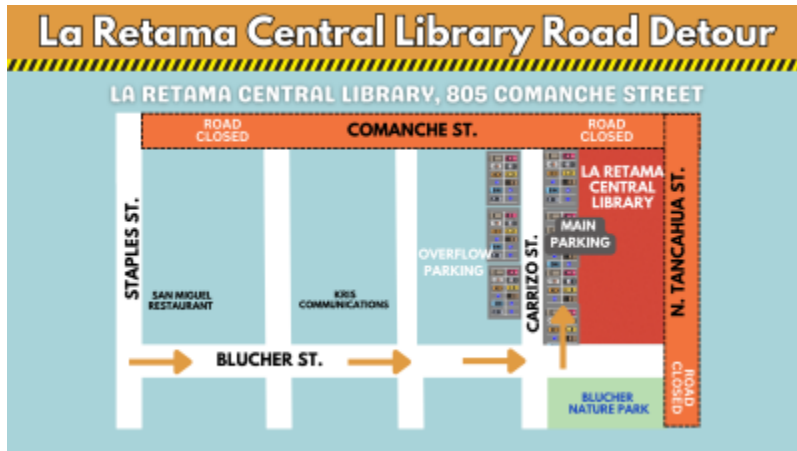 La Retama Central Library Road Detour
LA RETAMA CENTRAL LIBRARY, 805 COMANCHE STREET
ROAD
CLOSED
COMANCHE ST.
ROAD
CLOSED
STAPLES ST.
LA RETAMA
CENTRAL
LIBRARY
N. TANCAHUA ST.
MAIN
PARKING
OVERFLOW
PARKING
CARRIZO ST.
SAN MIGUEL
RESTAURANT
KRIS
COMMUNICATIONS
BLUCHER ST.
ROAD
CLOSED
BLUCHER
NATURE PARK